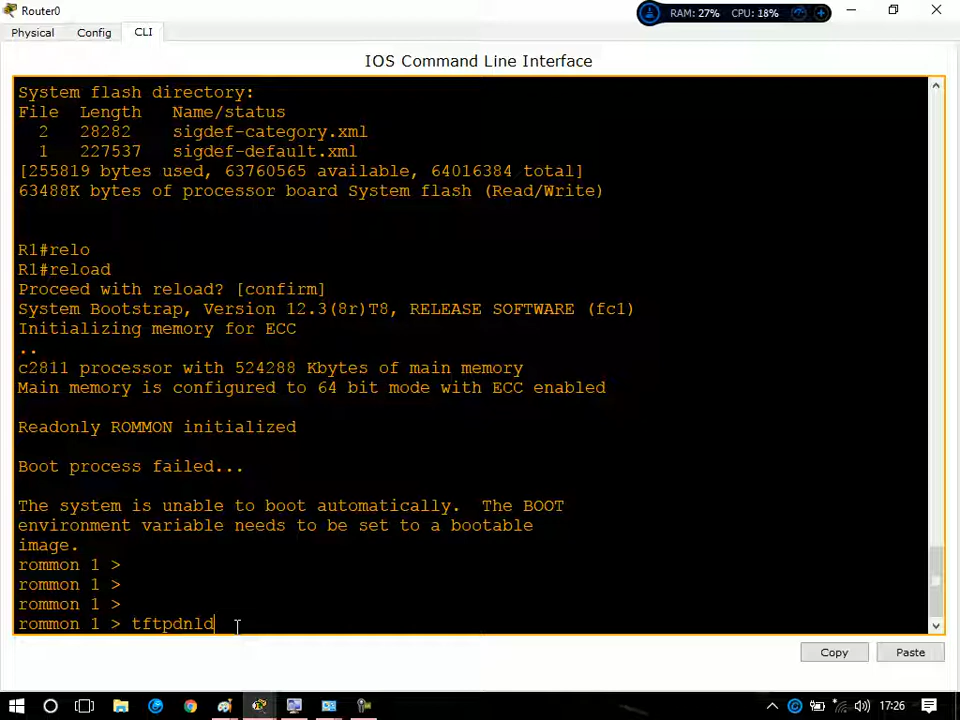 Router0
RAM: 27% CPU: 18%
Physical Config CLI
IOS Command Line Interface
System flash directory:
File Length Name/status
2 28282 sigdef-category.xml
1 227537 sigdef-default.xml
[255819 bytes used, 63760565 available, 64016384 total]
63488K bytes of processor board System flash (Read/Write)
R1#relo
R1#reload
Proceed with reload? [confirm]
System Bootstrap, Version 12.3(8r)T8, RELEASE SOFTWARE (fc1)
Initializing memory for ECC
..
c2811 processor with 524288 Kbytes of main memory
Main memory is configured to 64 bit mode with ECC enabled
Readonly ROMMON initialized
Boot process failed...
The system is unable to boot automatically.  The BOOT
environment variable needs to be set to a bootable
image.
rommon 1 >
rommon 1 >
rommon 1 >
rommon 1 > tftpdnld
Copy Paste
17:26